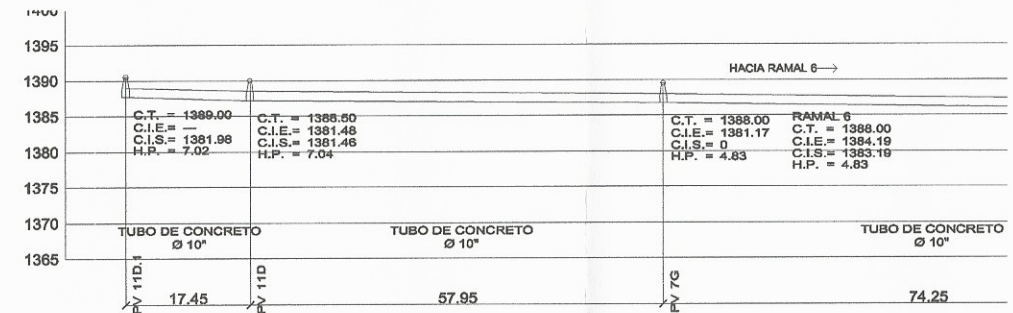 1400
1395
1390
1385
1380
1375
1370
1365
HACIA RAMAL 6
C.T. = 1389.00
C.I.E.= —
C.I.S.= 1381.98
H.P. = 7.02
C.T. = 1388.50
C.I.E.= 1381.48
C.I.S.= 1381.46
H.P. = 7.04
C.T. = 1388.00
C.I.E.= 1381.17
C.I.S.= 0
H.P. = 4.83
RAMAL 6
C.T. = 1388.00
C.I.E.= 1384.19
C.I.S.= 1383.19
H.P. = 4.83
TUBO DE CONCRETO
Ø 10"
TUBO DE CONCRETO
Ø 10"
TUBO DE CONCRETO
Ø 10"
PV 11D.1
17.45
PV 11D
57.95
PV 7G
74.25